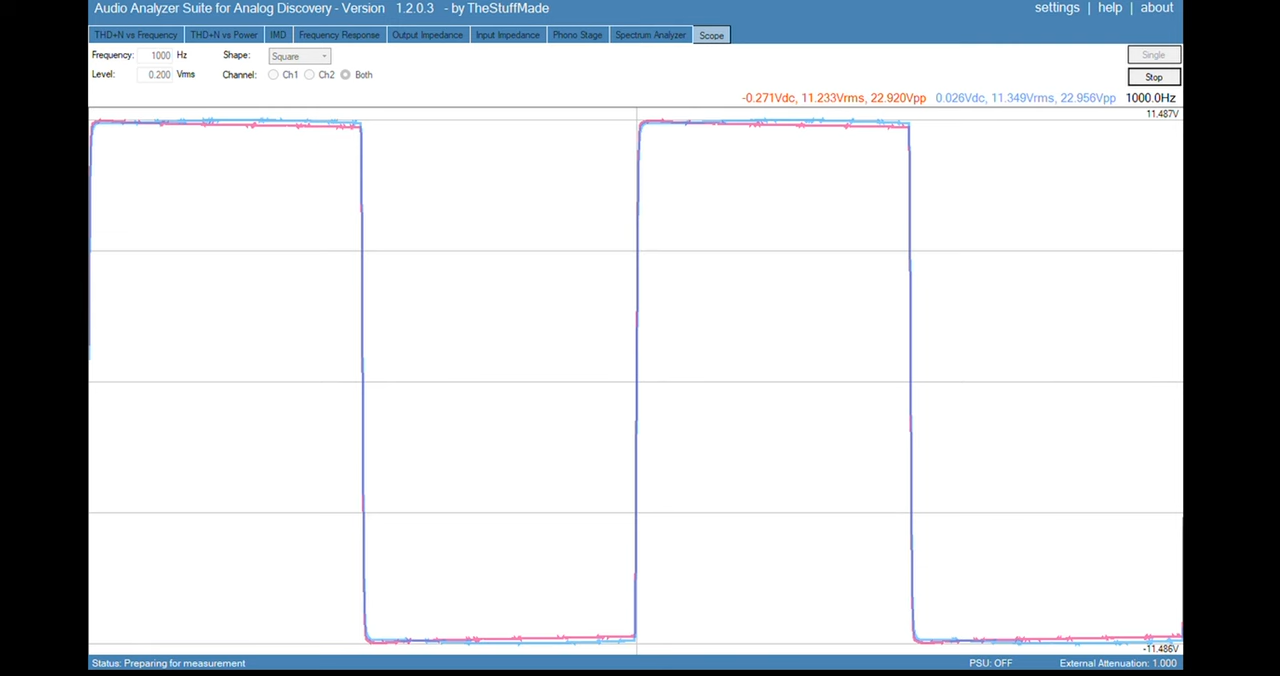 Audio Analyzer Suite for Analog Discovery - Version 1.2.0.3 - by TheStuffMade
settings | help | about
THD+N vs Frequency THD+N vs Power IMD Frequency Response Output Impedance Input Impedance Phono Stage Spectrum Analyzer Scope
Frequency: 1000 Hz Shape: Square Single
Level: 0.200 Vrms Channel: Ch1 Ch2 Both Stop
-0.271Vdc, 11.233Vrms, 22.920Vpp 0.026Vdc, 11.349Vrms, 22.956Vpp 1000.0Hz
11.487V
-11.486V
Status: Preparing for measurement PSU: OFF External Attenuation: 1.000